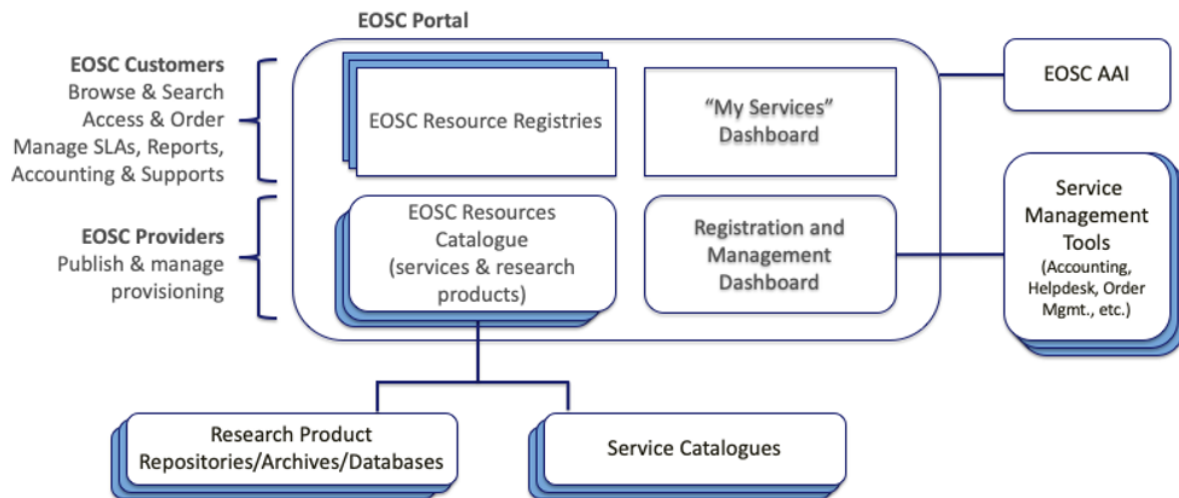 EOSC Portal
EOSC Customers
Browse & Search
Access & Order
Manage SLAs, Reports,
Accounting & Supports
EOSC Providers
Publish & manage
provisioning
EOSC Resource Registries
“My Services”
Dashboard
EOSC Resources
Catalogue
(services & research
products)
Registration and
Management
Dashboard
EOSC AAI
Service
Management
Tools
(Accounting,
Helpdesk, Order
Mgmt., etc.)
Research Product
Repositories/Archives/Databases
Service Catalogues